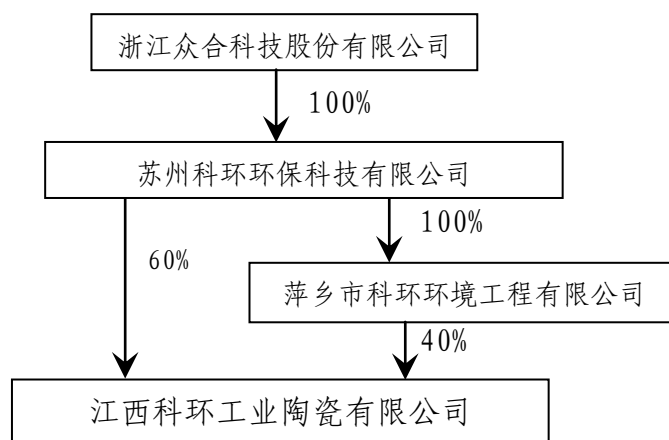 浙江众合科技股份有限公司
100%
苏州科环环保科技有限公司
100%
60%
萍乡市科环环境工程有限公司
40%
江西科环工业陶瓷有限公司